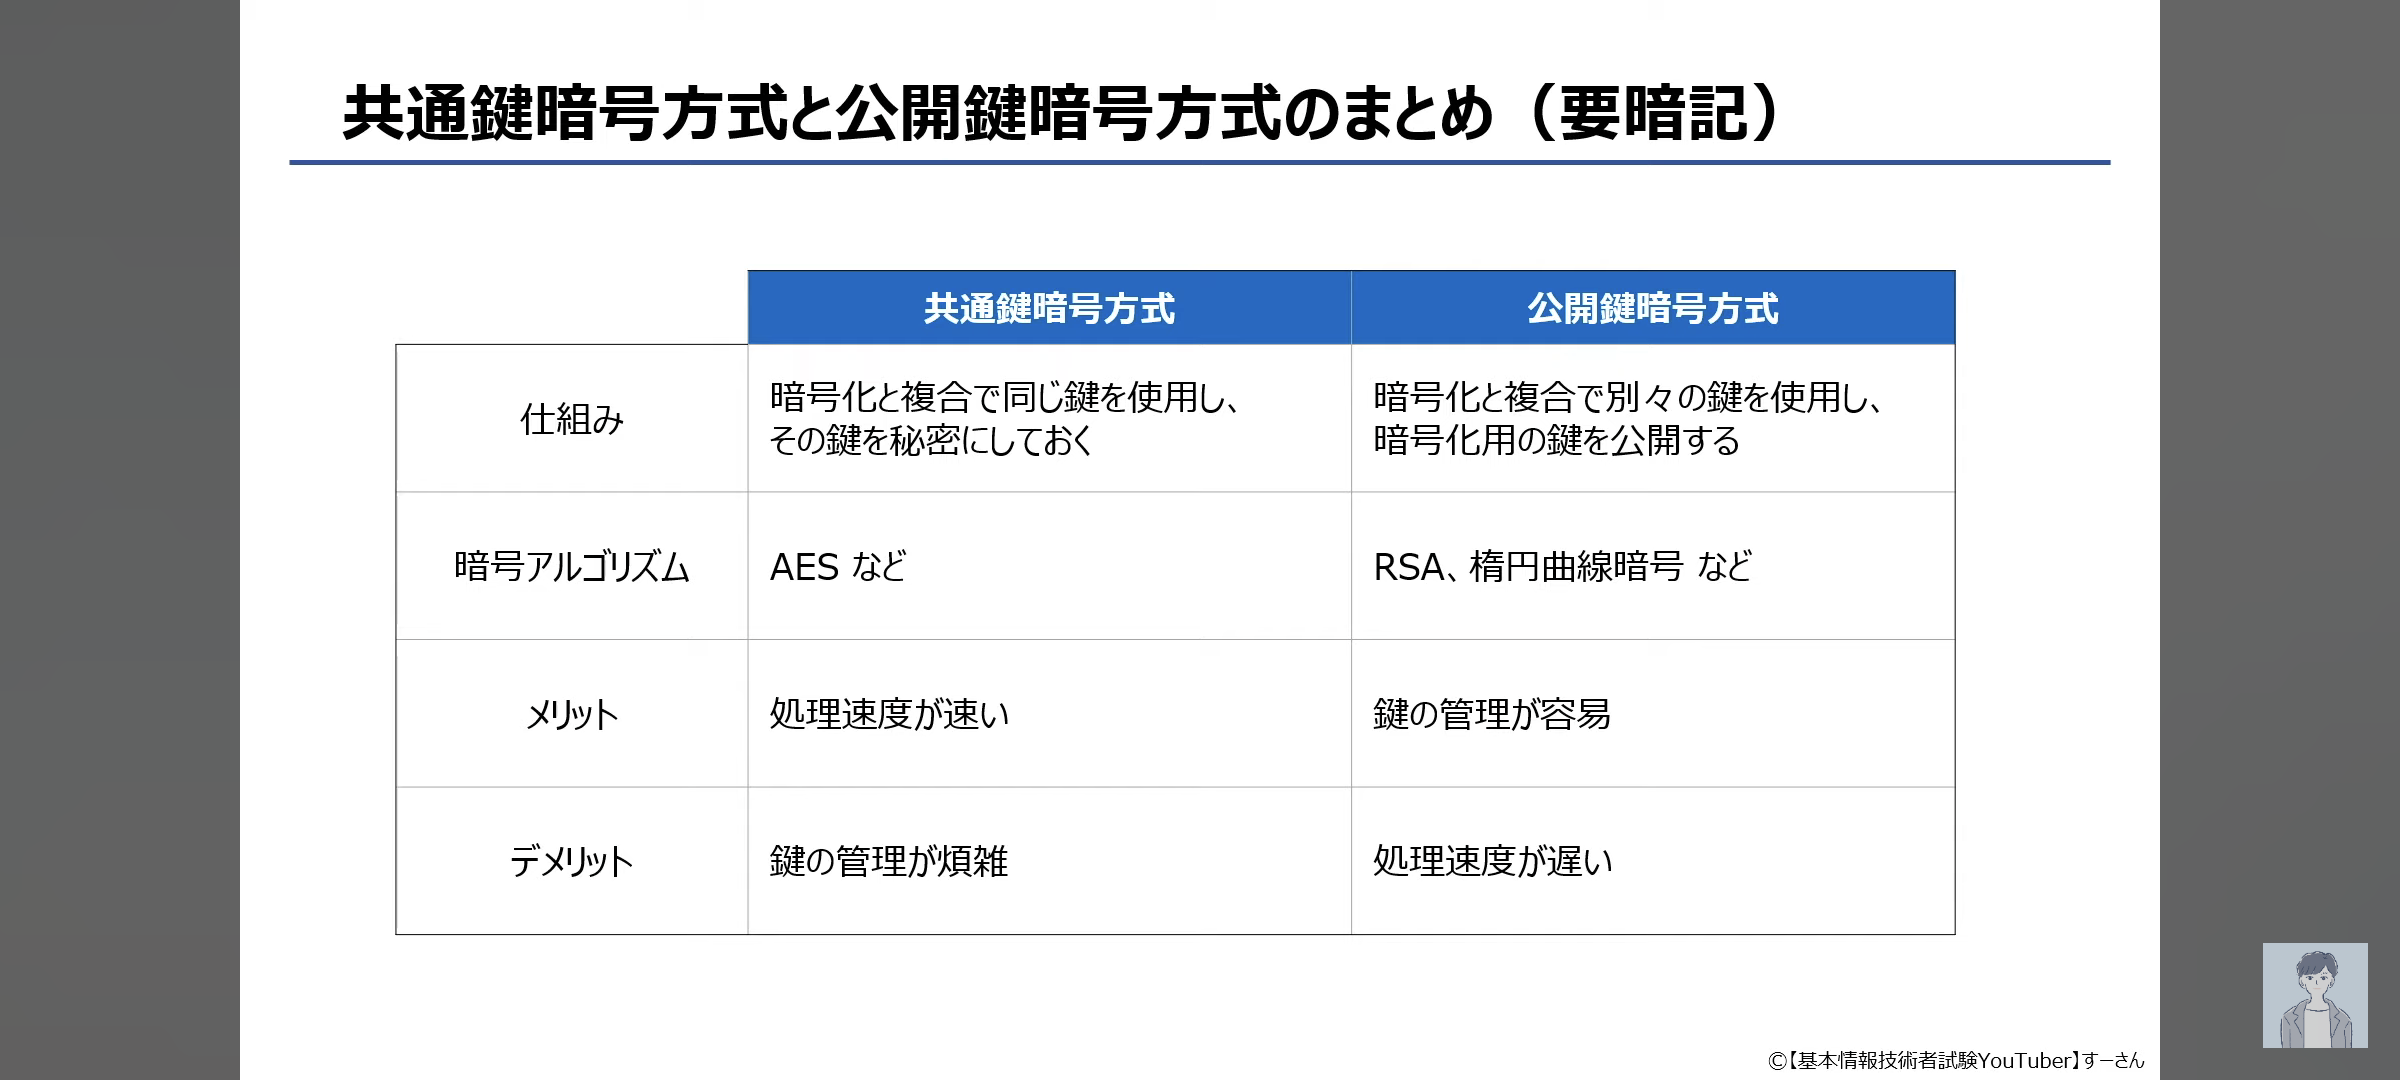 共通鍵暗号方式と公開鍵暗号方式のまとめ（要暗記）
共通鍵暗号方式
公開鍵暗号方式
仕組み
暗号化と複合で同じ鍵を使用し、
その鍵を秘密にしておく
暗号化と複合で別々の鍵を使用し、
暗号化用の鍵を公開する
暗号アルゴリズム
AES など
RSA、楕円曲線暗号 など
メリット
処理速度が速い
鍵の管理が容易
デメリット
鍵の管理が煩雑
処理速度が遅い
©【基本情報技術者試験YouTuber】すーさん